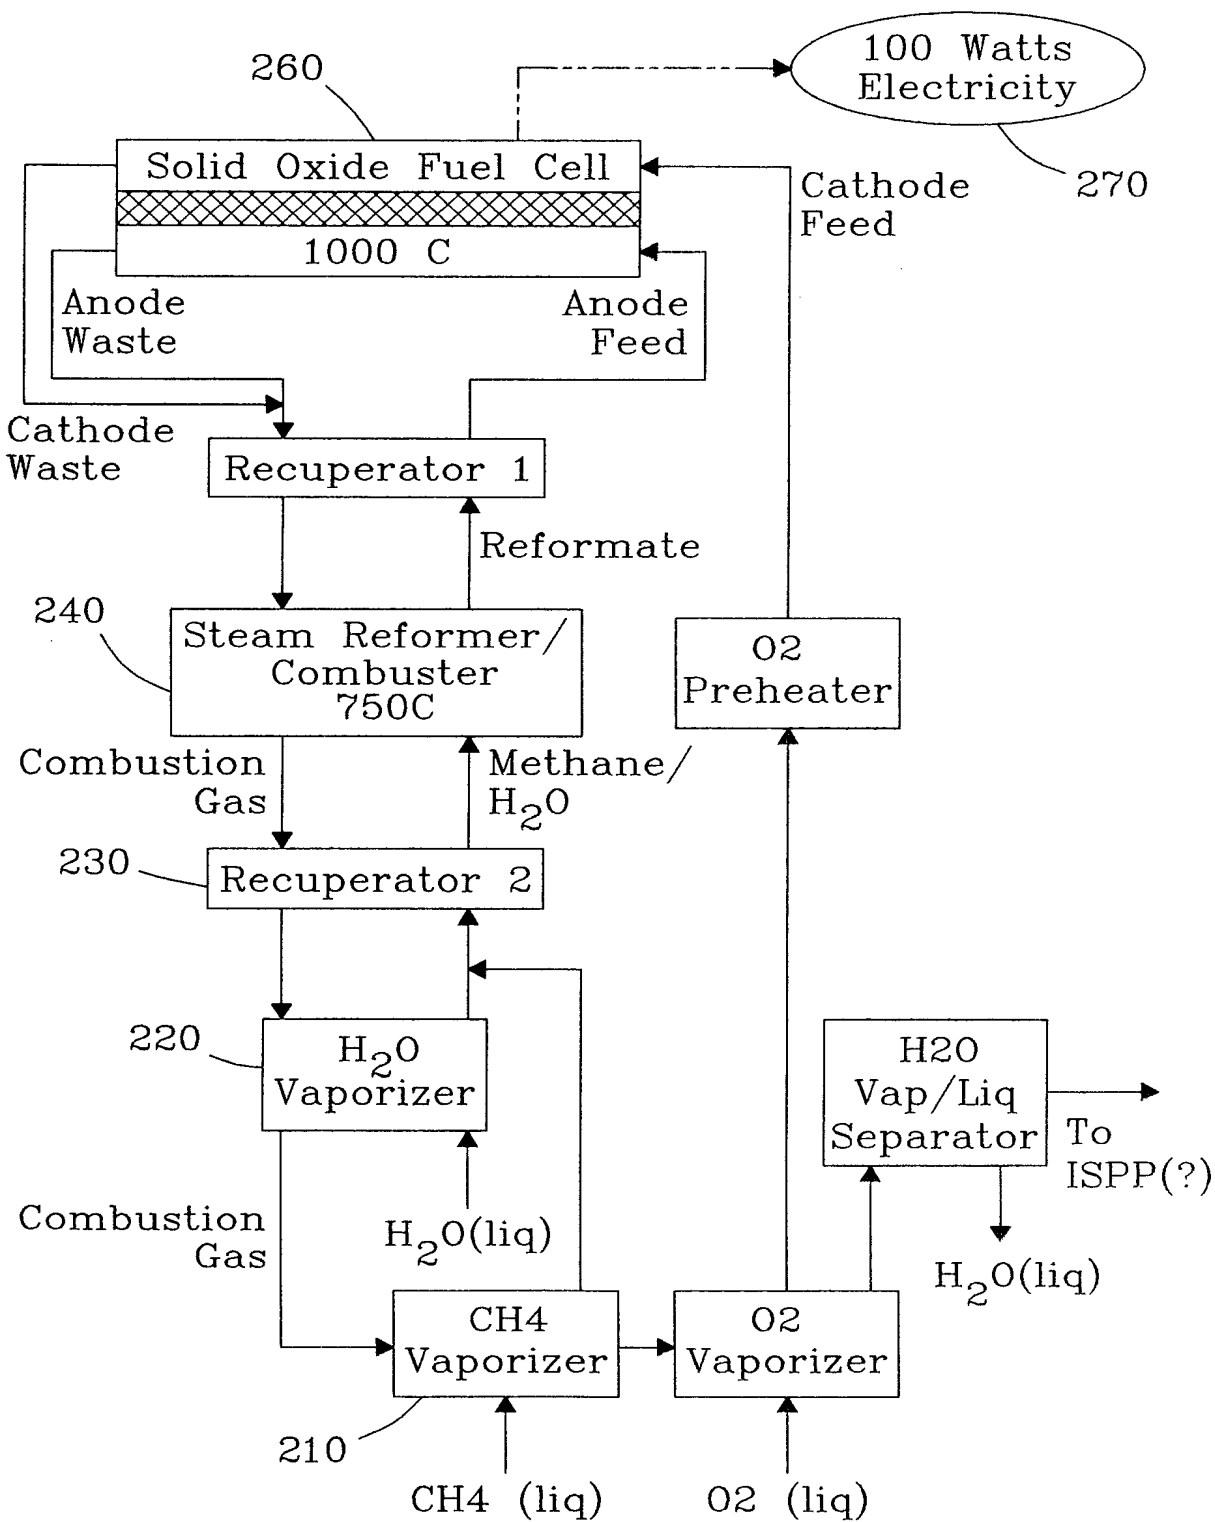 260
100 Watts
Electricity
270
Solid Oxide Fuel Cell
1000 C
Cathode
Feed
Anode
Waste
Anode
Feed
Cathode
Waste
Recuperator 1
Reformate
240
Steam Reformer/
Combuster
750C
O2
Preheater
Combustion
Gas
Methane/
H2O
230
Recuperator 2
220
H2O
Vaporizer
H2O
Vap/Liq
Separator
To
ISPP(?)
Combustion
Gas
H2O(liq)
H2O(liq)
CH4
Vaporizer
O2
Vaporizer
210
CH4 (liq)
O2 (liq)